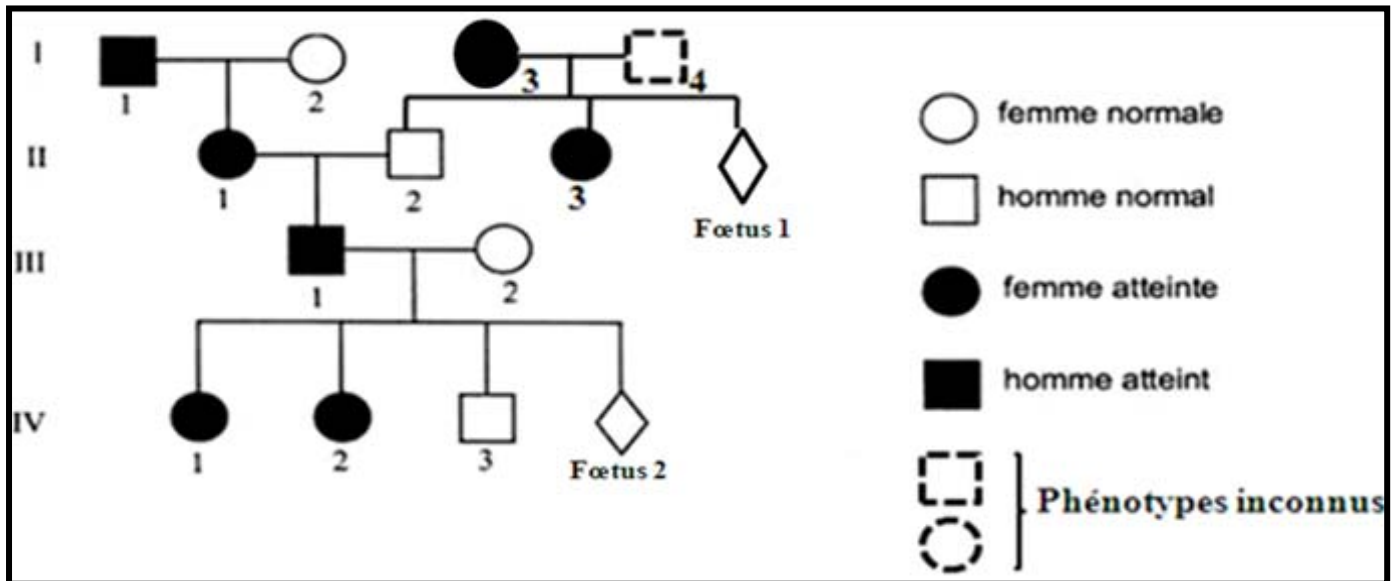 I
1
2
3
4
II
1
2
3
Fœtus 1
III
1
2
IV
1
2
3
Fœtus 2
femme normale
homme normal
femme atteinte
homme atteint
Phénotypes inconnus